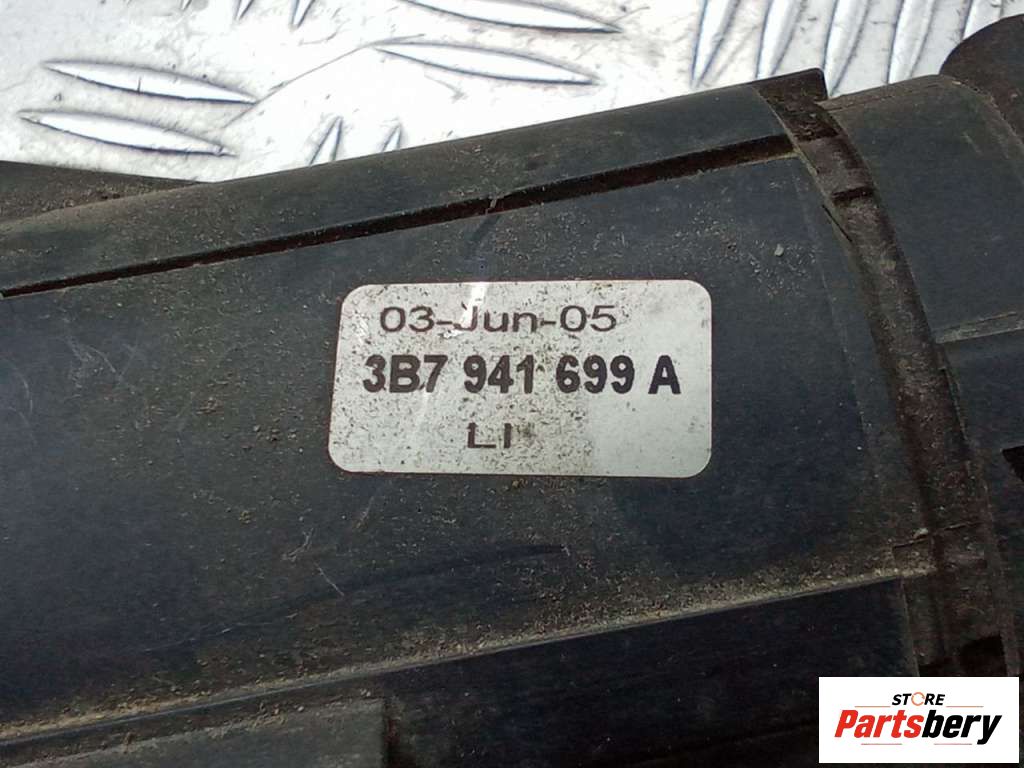 03-Jun-05
3B7 941 699 A
LI
STORE
Partsbery